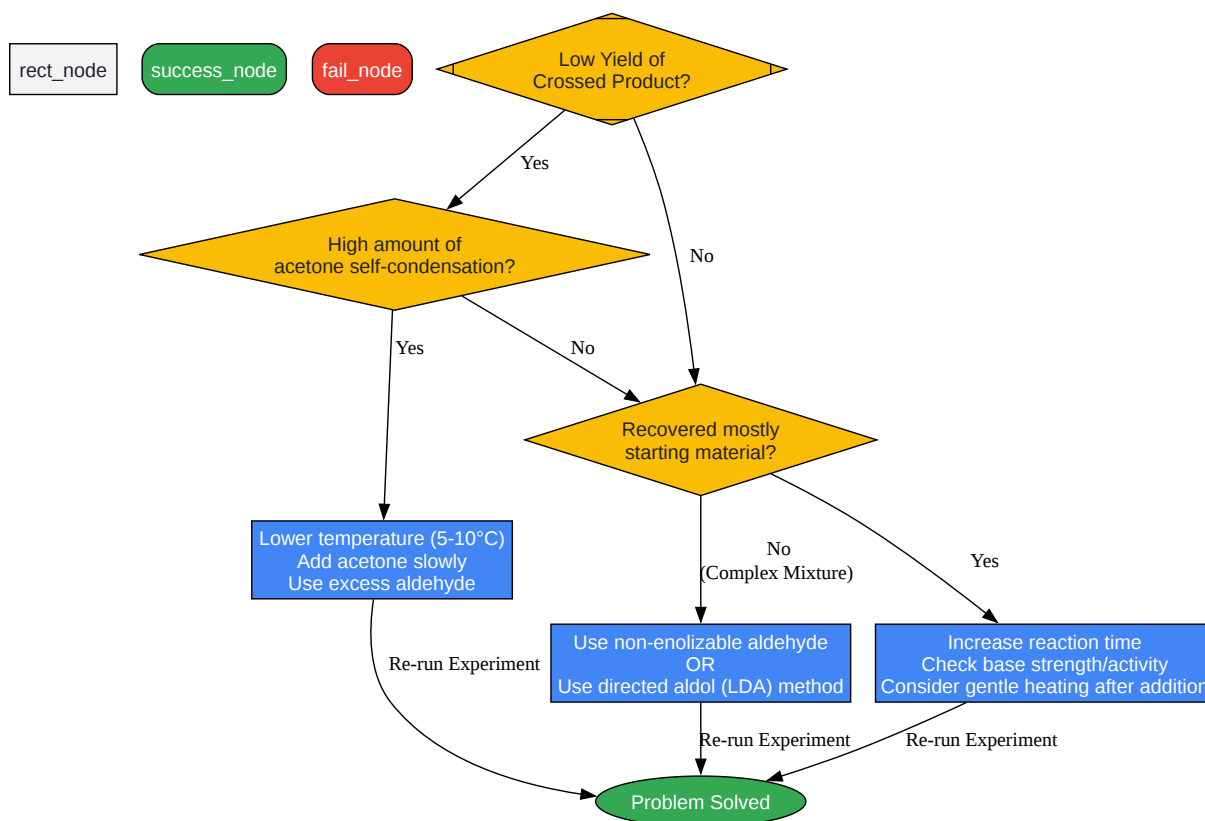 rect_node
success_node
fail_node
Low Yield of
Crossed Product?
Yes
No
High amount of
acetone self-condensation?
Yes
No
Recovered mostly
starting material?
No
(Complex Mixture)
Yes
Lower temperature (5-10°C)
Add acetone slowly
Use excess aldehyde
Use non-enolizable aldehyde
OR
Use directed aldol (LDA) method
Increase reaction time
Check base strength/activity
Consider gentle heating after addition
Re-run Experiment
Re-run Experiment
Re-run Experiment
Problem Solved